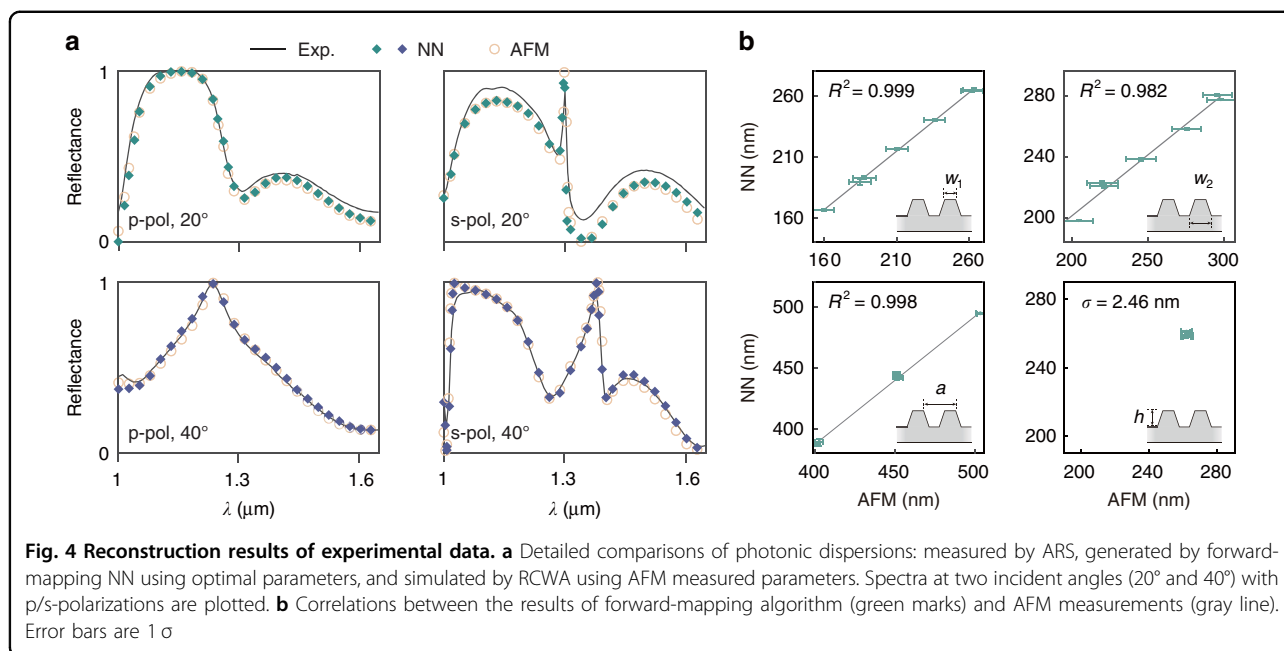 a
Exp.
NN
AFM
1
Reflectance
0
p-pol, 20°
s-pol, 20°
1
Reflectance
0
p-pol, 40°
s-pol, 40°
1
1.3
1.6
1
1.3
1.6
λ (μm)
λ (μm)
b
R² = 0.999
NN (nm)
260
210
160
w₁
160
210
260
R² = 0.982
280
240
200
w₂
200
250
300
R² = 0.998
NN (nm)
500
450
400
a
400
450
500
AFM (nm)
σ = 2.46 nm
280
240
200
h
200
240
280
AFM (nm)
Fig. 4 Reconstruction results of experimental data. a Detailed comparisons of photonic dispersions: measured by ARS, generated by forward-
mapping NN using optimal parameters, and simulated by RCWA using AFM measured parameters. Spectra at two incident angles (20° and 40°) with
p/s-polarizations are plotted. b Correlations between the results of forward-mapping algorithm (green marks) and AFM measurements (gray line).
Error bars are 1 σ